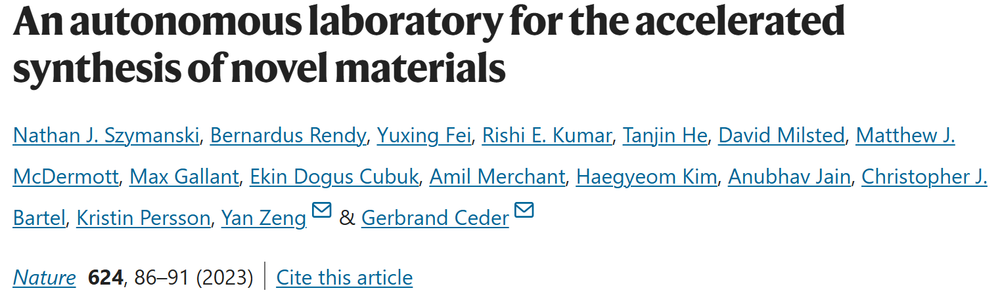 An autonomous laboratory for the accelerated
synthesis of novel materials
Nathan J. Szymanski, Bernardus Rendy, Yuxing Fei, Rishi E. Kumar, Tanjin He, David Milsted, Matthew J.
McDermott, Max Gallant, Ekin Dogus Cubuk, Amil Merchant, Haegyeom Kim, Anubhav Jain, Christopher J.
Bartel, Kristin Persson, Yan Zeng & Gerbrand Ceder
Nature 624, 86–91 (2023) Cite this article